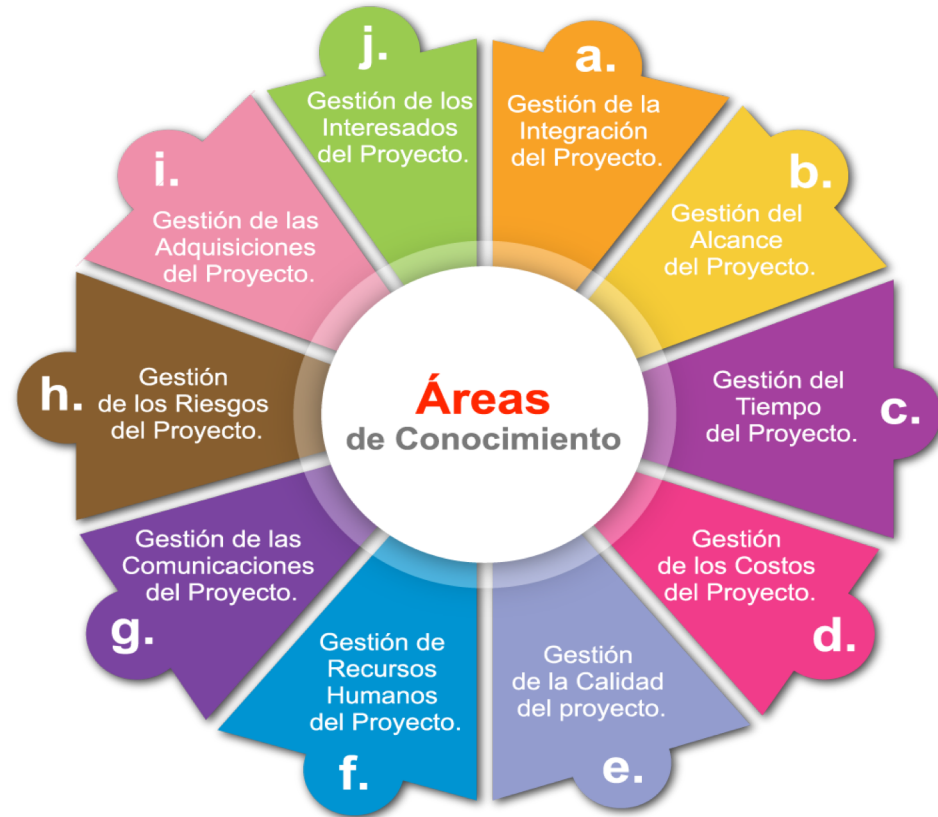 Áreas
de Conocimiento
a.
Gestión de la
Integración
del Proyecto.
b.
Gestión del
Alcance
del Proyecto.
c.
Gestión del
Tiempo
del Proyecto.
d.
Gestión
de los Costos
del Proyecto.
e.
Gestión
de la Calidad
del proyecto.
f.
Gestión de
Recursos
Humanos
del Proyecto.
g.
Gestión de las
Comunicaciones
del Proyecto.
h.
Gestión
de los Riesgos
del Proyecto.
i.
Gestión de las
Adquisiciones
del Proyecto.
j.
Gestión de los
Interesados
del Proyecto.